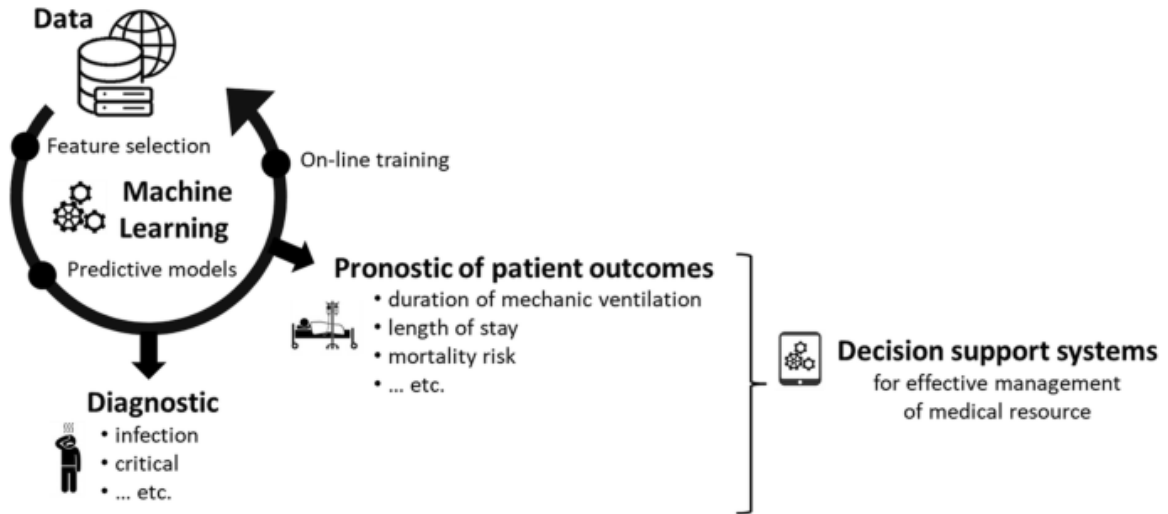 Data
Feature selection
On-line training
Machine
Learning
Predictive models
Pronostic of patient outcomes
• duration of mechanic ventilation
• length of stay
• mortality risk
• ... etc.
Diagnostic
• infection
• critical
• ... etc.
Decision support systems
for effective management
of medical resource